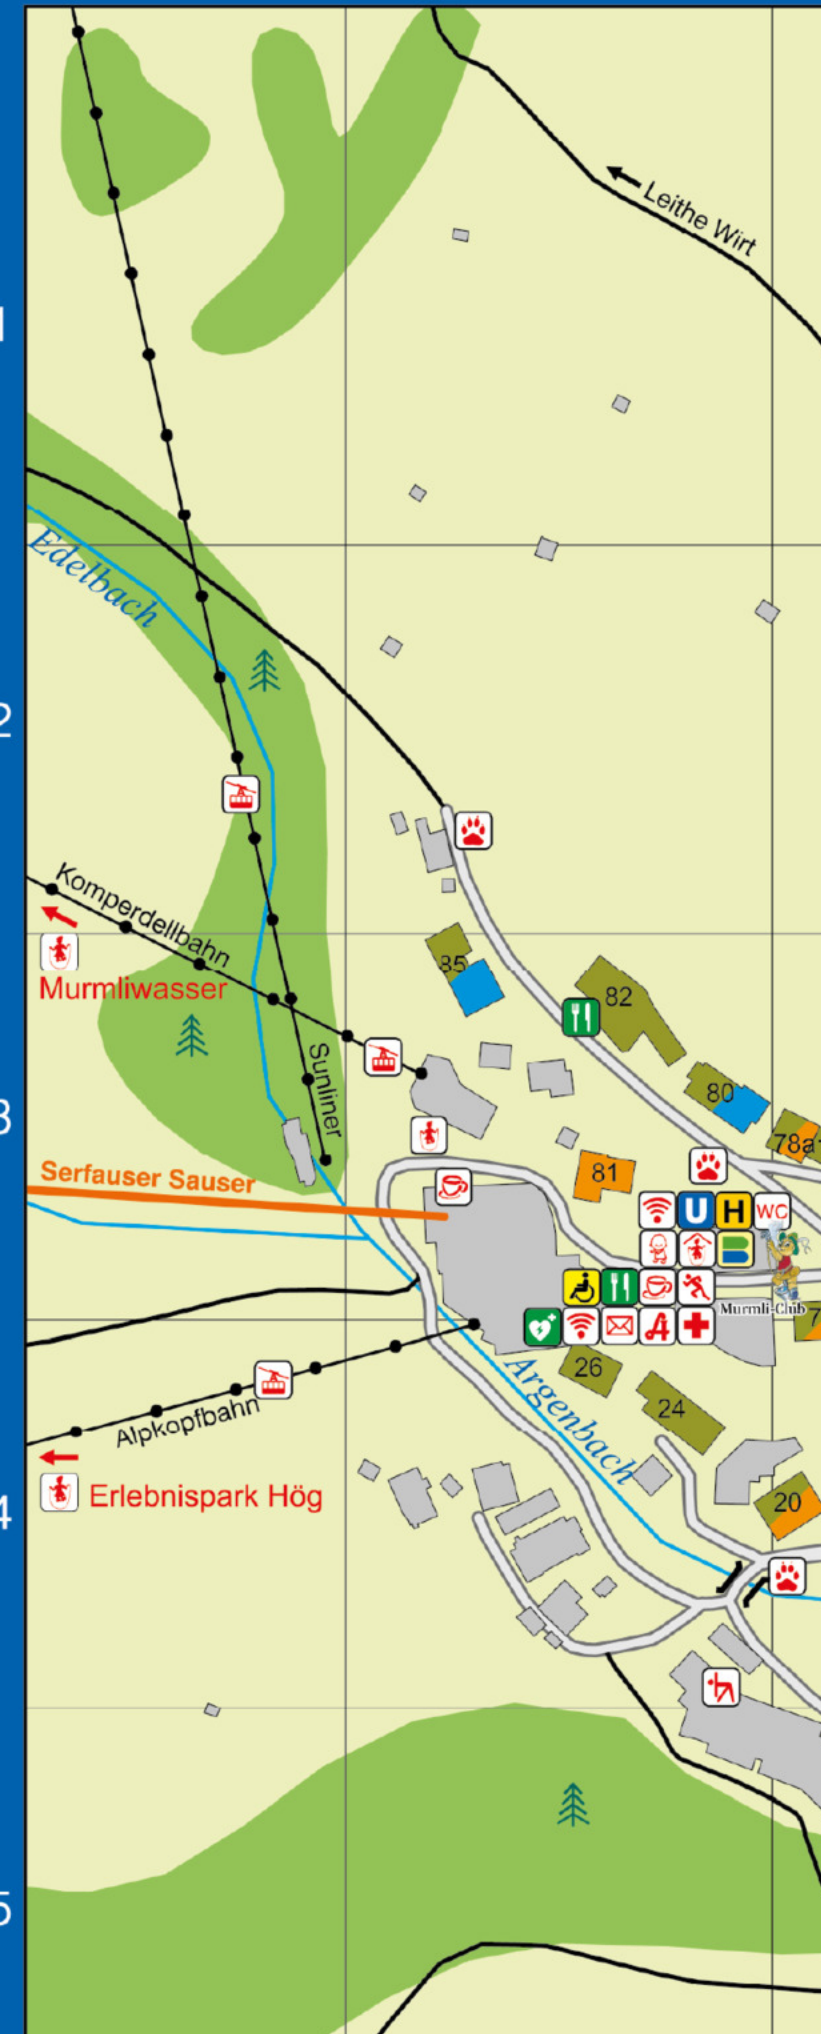 Leithe Wirt
1
Edelbach
2
Komperdellbahn
Murmliwasser
85
82
Sunliner
80
3
78a
Serfauser Sauser
81
U
H
WC
Murmli-Club
7
26
Argenbach
24
Alpkopfbahn
Erlebnispark Hög
20
4
5